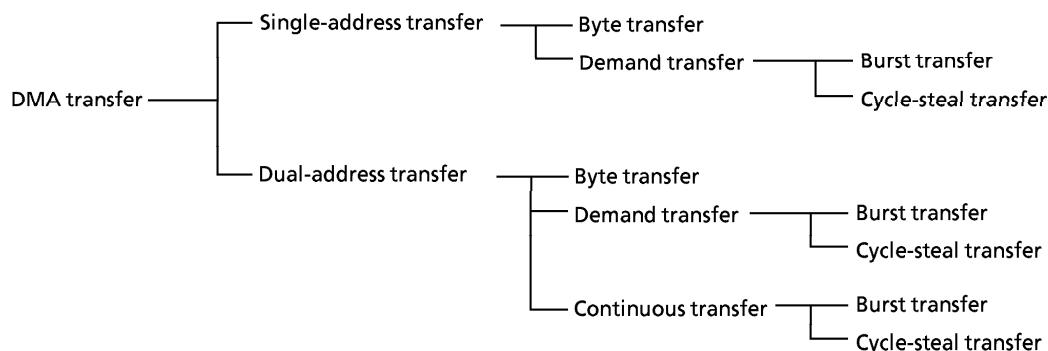 Single-address transfer
Byte transfer
Demand transfer
Burst transfer
Cycle-steal transfer
DMA transfer
Dual-address transfer
Byte transfer
Demand transfer
Burst transfer
Cycle-steal transfer
Continuous transfer
Burst transfer
Cycle-steal transfer